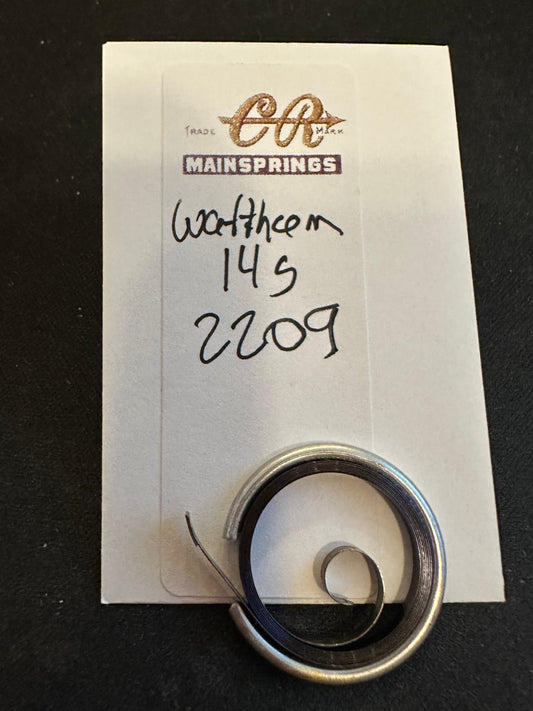 TRADE CR MARK
MAINSPRINGS
Waltham
14s
2209